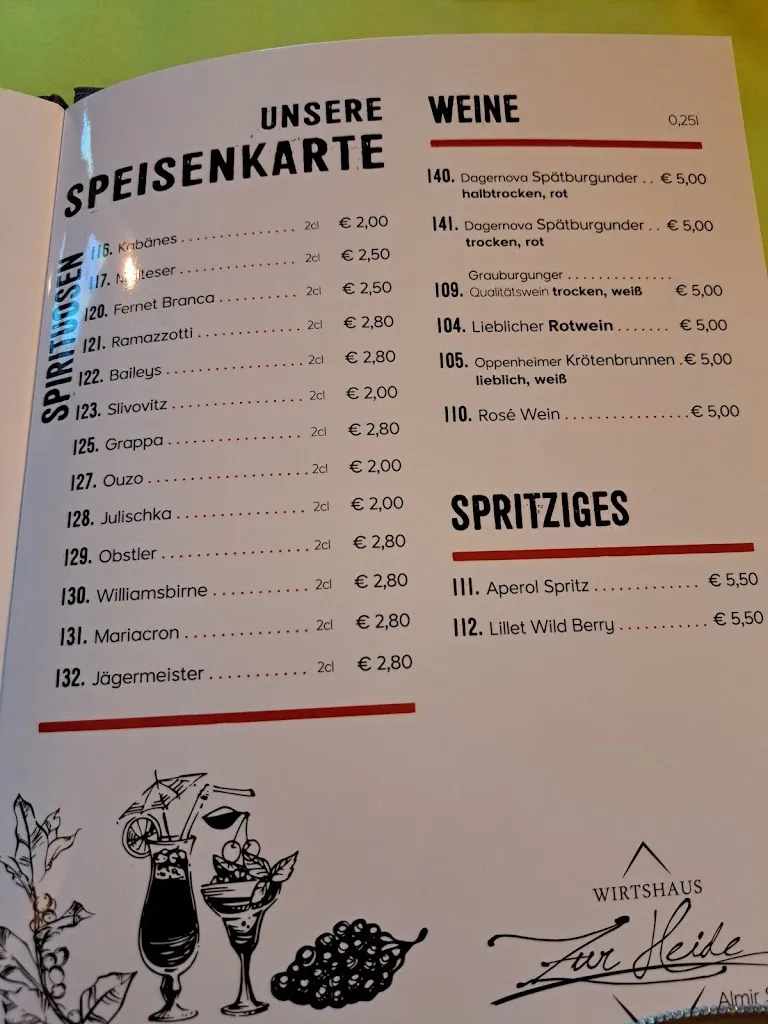 UNSERE
SPEISENKARTE
SPIRITUOSEN
116. Kabänes .............. 2cl € 2,00
117. Malteser .............. 2cl € 2,50
120. Fernet Branca .......... 2cl € 2,50
121. Ramazzotti ............. 2cl € 2,80
122. Baileys ................. 2cl € 2,80
123. Slivovitz ................ 2cl € 2,00
125. Grappa ................ 2cl € 2,80
127. Ouzo ................... 2cl € 2,00
128. Julischka ............... 2cl € 2,00
129. Obstler ................. 2cl € 2,80
130. Williamsbirne .......... 2cl € 2,80
131. Mariacron .............. 2cl € 2,80
132. Jägermeister .......... 2cl € 2,80
WEINE 0,25l
140. Dagernova Spätburgunder .. € 5,00
halbtrocken, rot
141. Dagernova Spätburgunder .. € 5,00
trocken, rot
Grauburgunger .............
109. Qualitätswein trocken, weiß € 5,00
104. Lieblicher Rotwein ....... € 5,00
105. Oppenheimer Krötenbrunnen .€ 5,00
lieblich, weiß
110. Rosé Wein ................€ 5,00
SPRITZIGES
111. Aperol Spritz ............. € 5,50
112. Lillet Wild Berry ........... € 5,50
WIRTSHAUS
Zur Heide
Almir